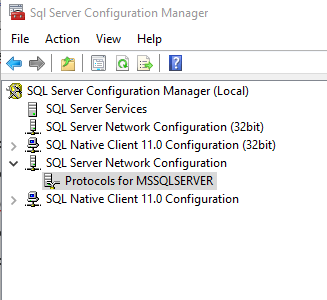 Sql Server Configuration Manager
File Action View Help
SQL Server Configuration Manager (Local)
SQL Server Services
SQL Server Network Configuration (32bit)
SQL Native Client 11.0 Configuration (32bit)
SQL Server Network Configuration
Protocols for MSSQLSERVER
SQL Native Client 11.0 Configuration